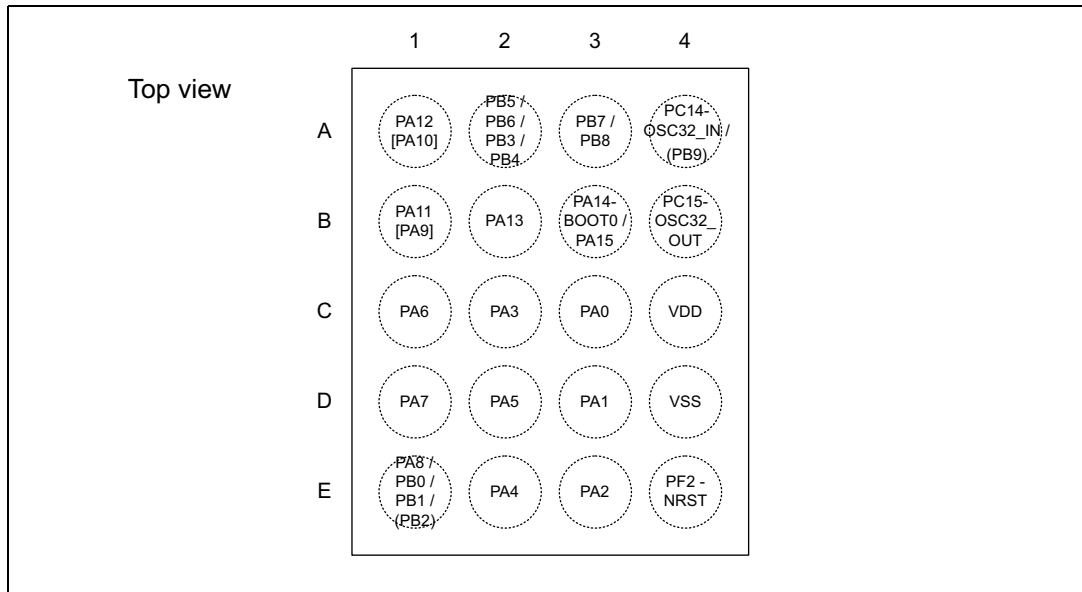 1 2 3 4
Top view
A
PA12
[PA10]
PB5 /
PB6 /
PB3 /
PB4
PB7 /
PB8
PC14-
OSC32_IN /
(PB9)
B
PA11
[PA9]
PA13
PA14-
BOOT0 /
PA15
PC15-
OSC32_
OUT
C
PA6
PA3
PA0
VDD
D
PA7
PA5
PA1
VSS
E
PA8 /
PB0 /
PB1 /
(PB2)
PA4
PA2
PF2 -
NRST